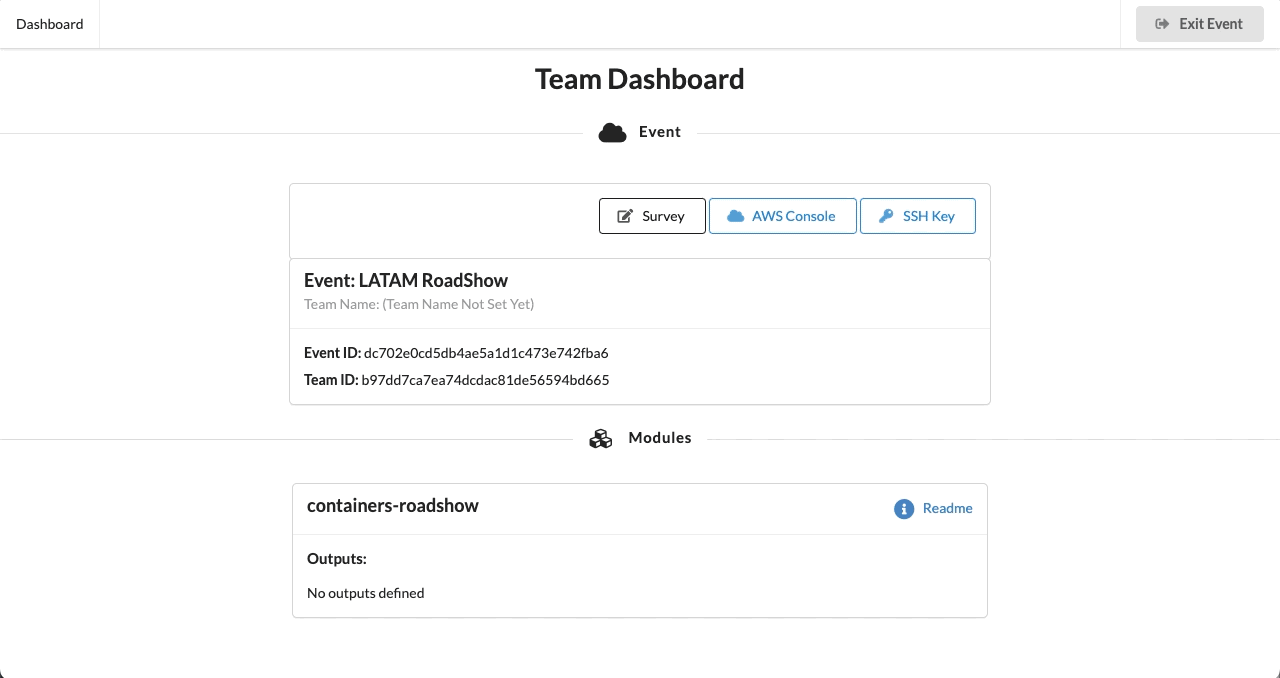 Dashboard
Exit Event
Team Dashboard
Event
Survey
AWS Console
SSH Key
Event: LATAM RoadShow
Team Name: (Team Name Not Set Yet)
Event ID: dc702e0cd5db4ae5a1d1c473e742fba6
Team ID: b97dd7ca7ea74dcdac81de56594bd665
Modules
containers-roadshow
Readme
Outputs:
No outputs defined